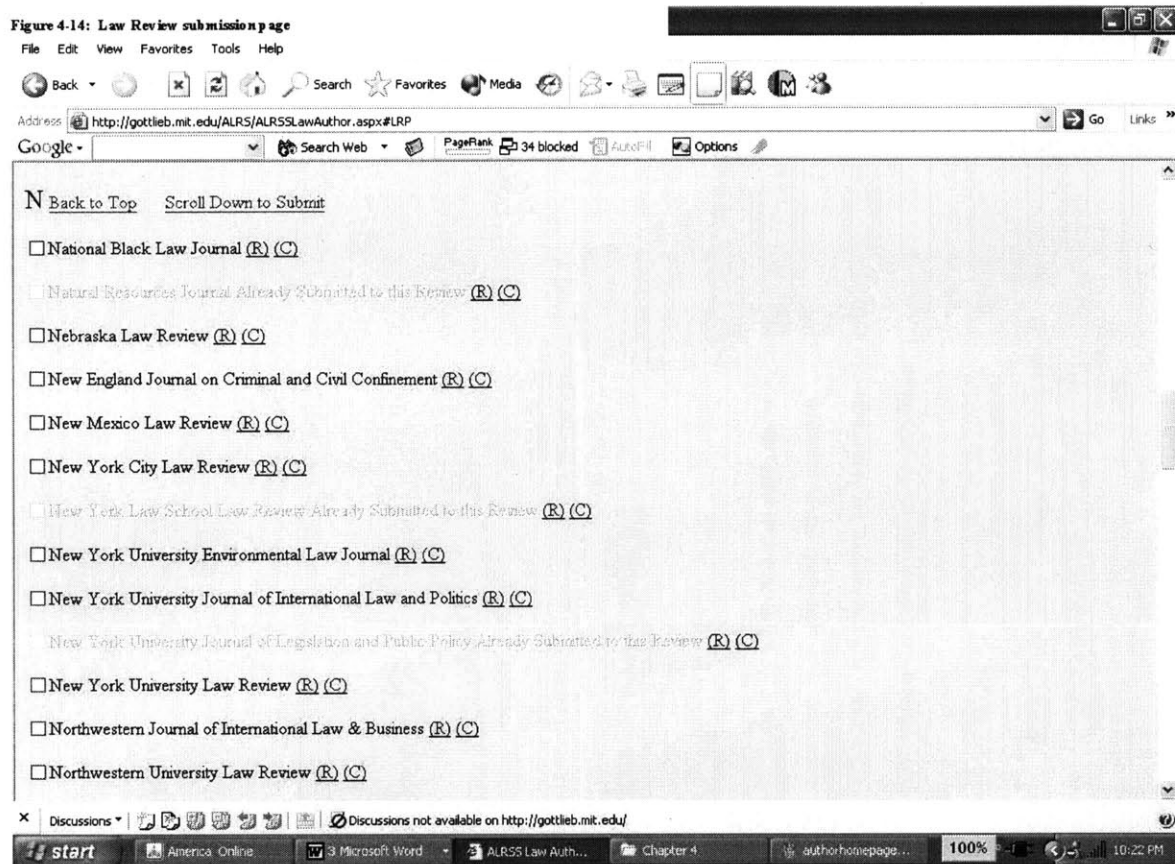 Figure 4-14: Law Review submission page
File Edit View Favorites Tools Help
Back Search Favorites Media
Address http://gottlieb.mit.edu/ALRS/ALRSSLawAuthor.aspx#LRP Go Links »
Google Search Web PageRank 34 blocked AutoFill Options
N Back to Top Scroll Down to Submit
National Black Law Journal (R) (C)
Natural Resources Journal Already Submitted to this Review (R) (C)
Nebraska Law Review (R) (C)
New England Journal on Criminal and Civil Confinement (R) (C)
New Mexico Law Review (R) (C)
New York City Law Review (R) (C)
New York Law School Law Review Already Submitted to this Review (R) (C)
New York University Environmental Law Journal (R) (C)
New York University Journal of International Law and Politics (R) (C)
New York University Journal of Legislation and Public Policy Already Submitted to this Review (R) (C)
New York University Law Review (R) (C)
Northwestern Journal of International Law & Business (R) (C)
Northwestern University Law Review (R) (C)
Discussions Discussions not available on http://gottlieb.mit.edu/
start America Online 3 Microsoft Word ALRSS Law Auth... Chapter 4 authorhomepage... 100% 10:22 PM